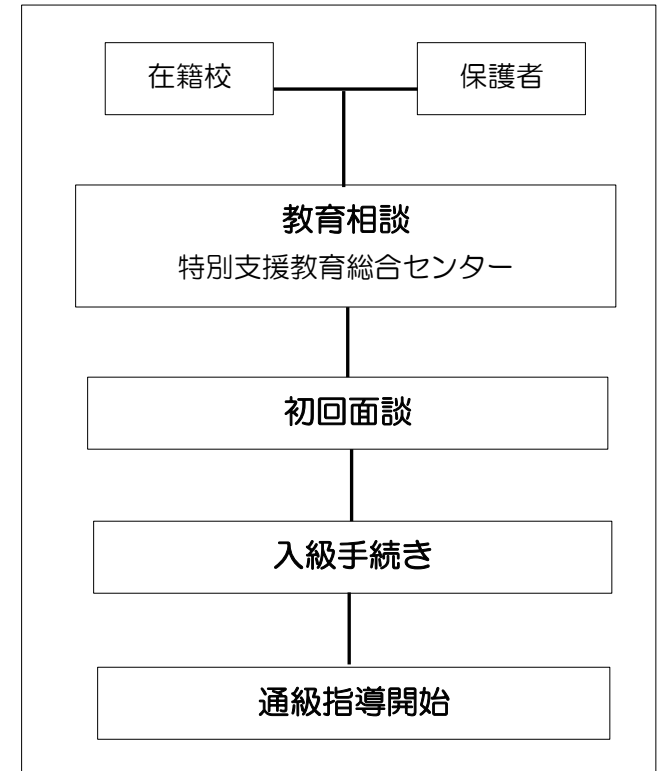 在籍校
保護者
教育相談
特別支援教育総合センター
初回面談
入級手続き
通級指導開始